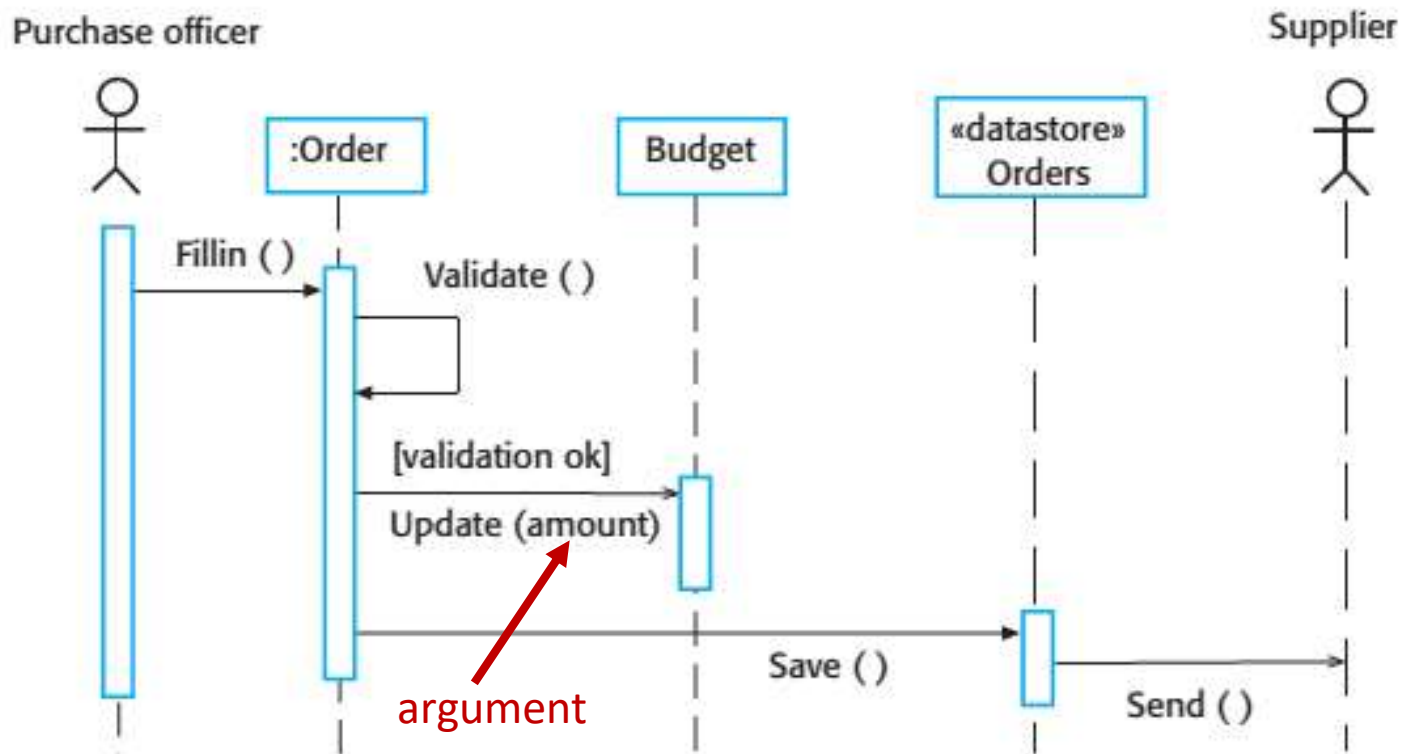 Purchase officer
Supplier
:Order
Budget
«datastore»
Orders
Fillin ( )
Validate ( )
[validation ok]
Update (amount)
Save ( )
Send ( )
argument